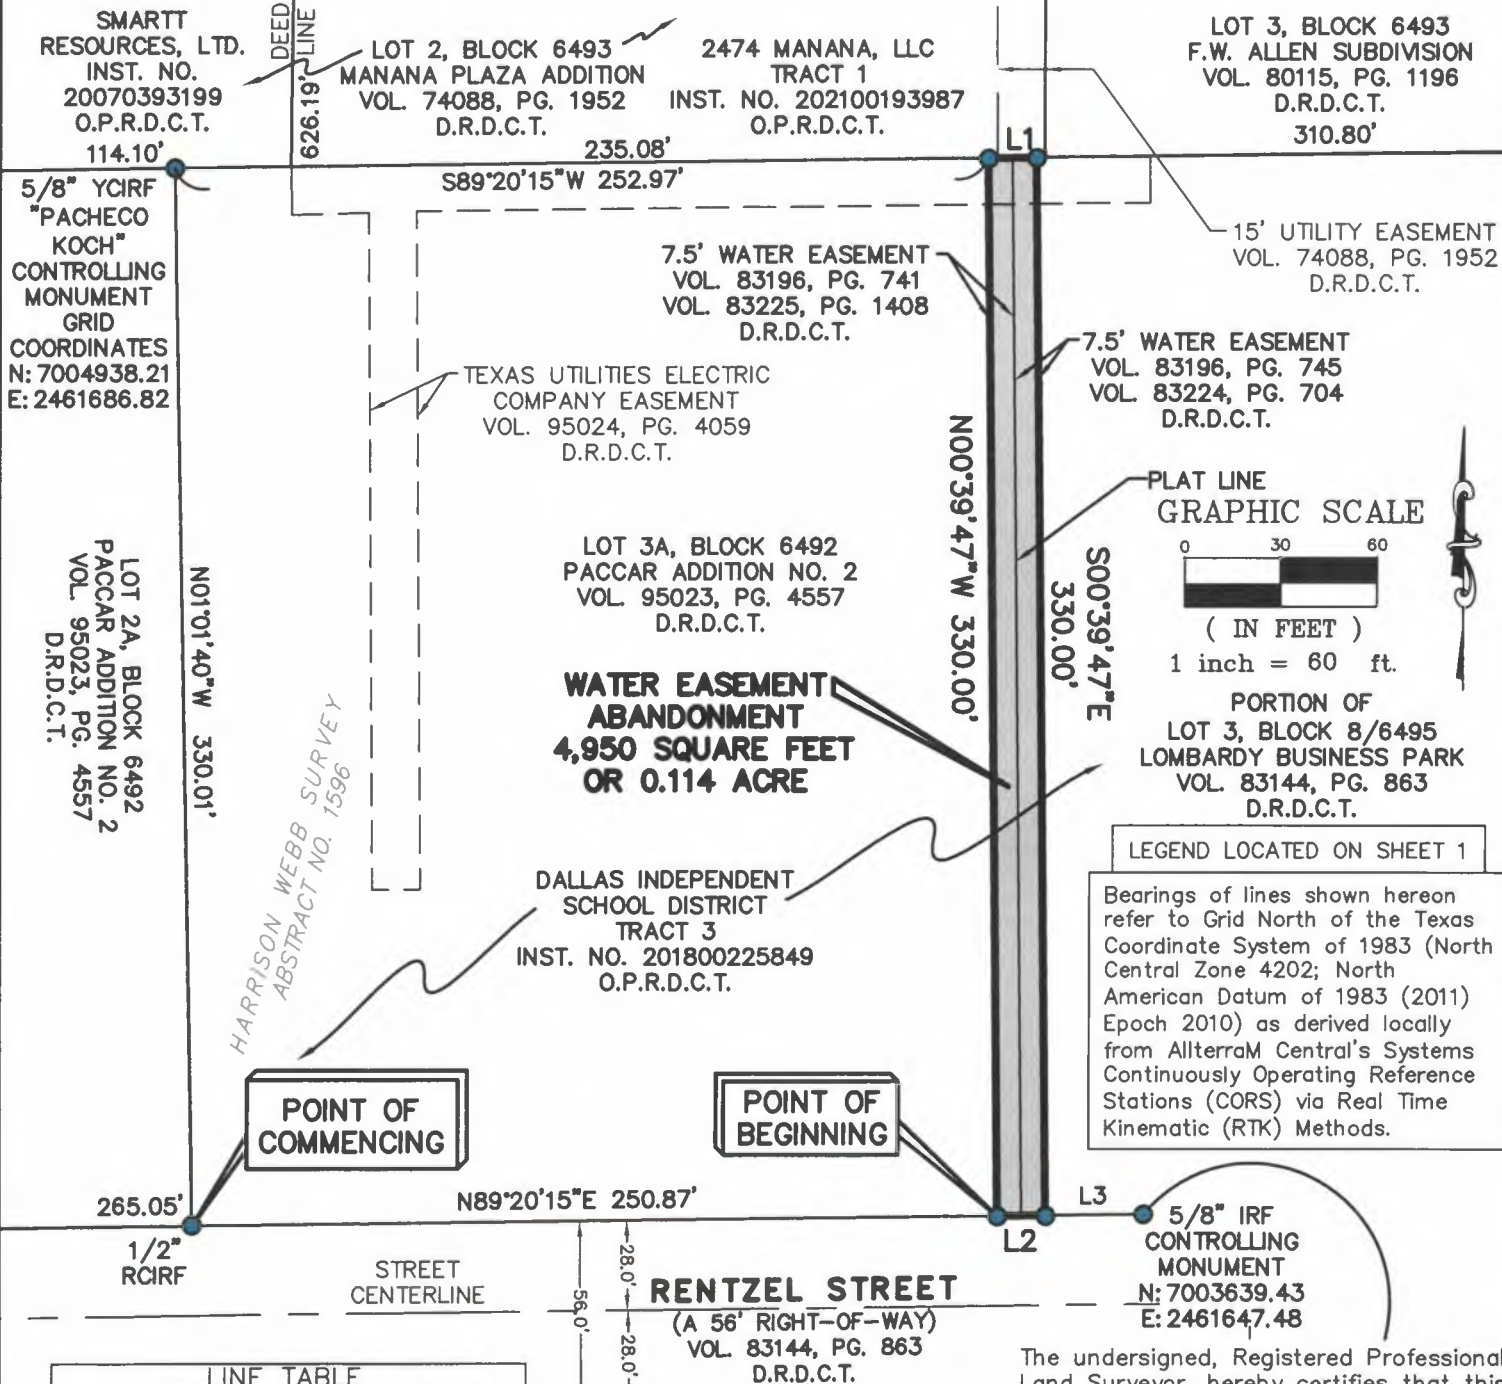 SMARTT
RESOURCES, LTD.
INST. NO.
20070393199
O.P.R.D.C.T.
114.10'
DEED
LINE
626.19'
LOT 2, BLOCK 6493
MANANA PLAZA ADDITION
VOL. 74088, PG. 1952
D.R.D.C.T.
2474 MANANA, LLC
TRACT 1
INST. NO. 202100193987
O.P.R.D.C.T.
LOT 3, BLOCK 6493
F.W. ALLEN SUBDIVISION
VOL. 80115, PG. 1196
D.R.D.C.T.
310.80'
235.08'
S89°20'15"W 252.97'
L1
5/8" YCIRF
"PACHECO
KOCH"
CONTROLLING
MONUMENT
GRID
COORDINATES
N: 7004938.21
E: 2461686.82
7.5' WATER EASEMENT
VOL. 83196, PG. 741
VOL. 83225, PG. 1408
D.R.D.C.T.
15' UTILITY EASEMENT
VOL. 74088, PG. 1952
D.R.D.C.T.
7.5' WATER EASEMENT
VOL. 83196, PG. 745
VOL. 83224, PG. 704
D.R.D.C.T.
TEXAS UTILITIES ELECTRIC
COMPANY EASEMENT
VOL. 95024, PG. 4059
D.R.D.C.T.
N00°39'47"W 330.00'
S00°39'47"E
330.00'
PLAT LINE
GRAPHIC SCALE
0 30 60
( IN FEET )
1 inch = 60 ft.
LOT 3A, BLOCK 6492
PACCAR ADDITION NO. 2
VOL. 95023, PG. 4557
D.R.D.C.T.
LOT 2A, BLOCK 6492
PACCAR ADDITION NO. 2
VOL. 95023, PG. 4557
D.R.D.C.T.
N01°01'40"W 330.01'
WATER EASEMENT
ABANDONMENT
4,950 SQUARE FEET
OR 0.114 ACRE
PORTION OF
LOT 3, BLOCK 8/6495
LOMBARDY BUSINESS PARK
VOL. 83144, PG. 863
D.R.D.C.T.
HARRISON WEBB SURVEY
ABSTRACT NO. 1596
LEGEND LOCATED ON SHEET 1
DALLAS INDEPENDENT
SCHOOL DISTRICT
TRACT 3
INST. NO. 201800225849
O.P.R.D.C.T.
Bearings of lines shown hereon
refer to Grid North of the Texas
Coordinate System of 1983 (North
Central Zone 4202; North
American Datum of 1983 (2011)
Epoch 2010) as derived locally
from AllterraM Central's Systems
Continuously Operating Reference
Stations (CORS) via Real Time
Kinematic (RTK) Methods.
POINT OF
COMMENCING
POINT OF
BEGINNING
265.05'
N89°20'15"E 250.87'
L3
L2
1/2"
RCIRF
5/8" IRF
CONTROLLING
MONUMENT
N: 7003639.43
E: 2461647.48
STREET
CENTERLINE
28.0'
56.0'
28.0'
RENTZEL STREET
(A 56' RIGHT-OF-WAY)
VOL. 83144, PG. 863
D.R.D.C.T.
LINE TABLE
The undersigned, Registered Professional
Land Surveyor, hereby certifies that this